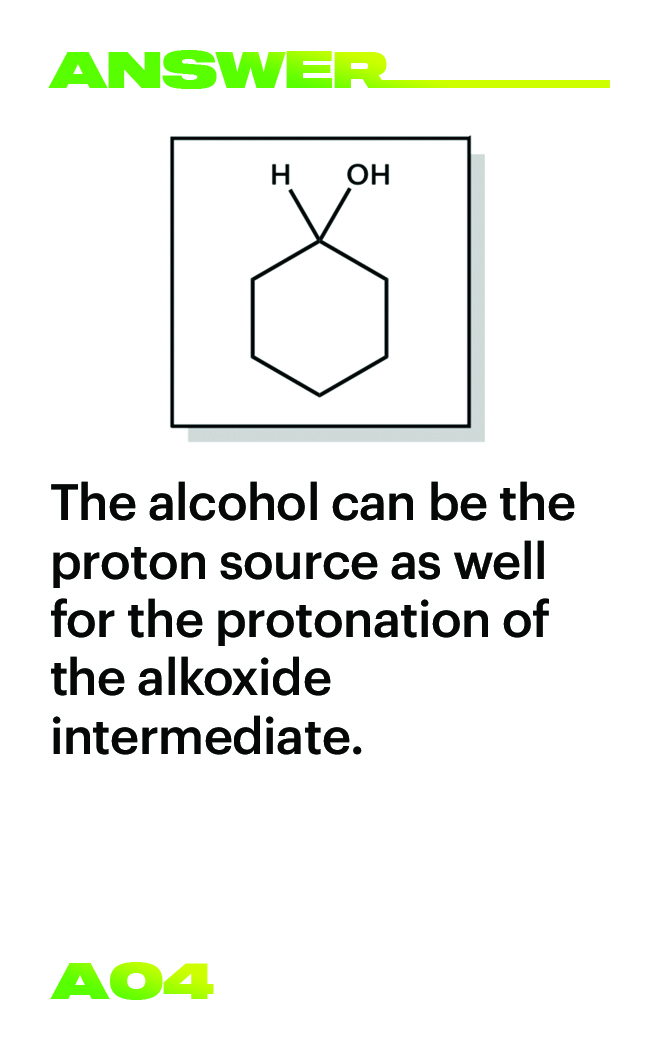 ANSWER
H OH
The alcohol can be the
proton source as well
for the protonation of
the alkoxide
intermediate.
A04